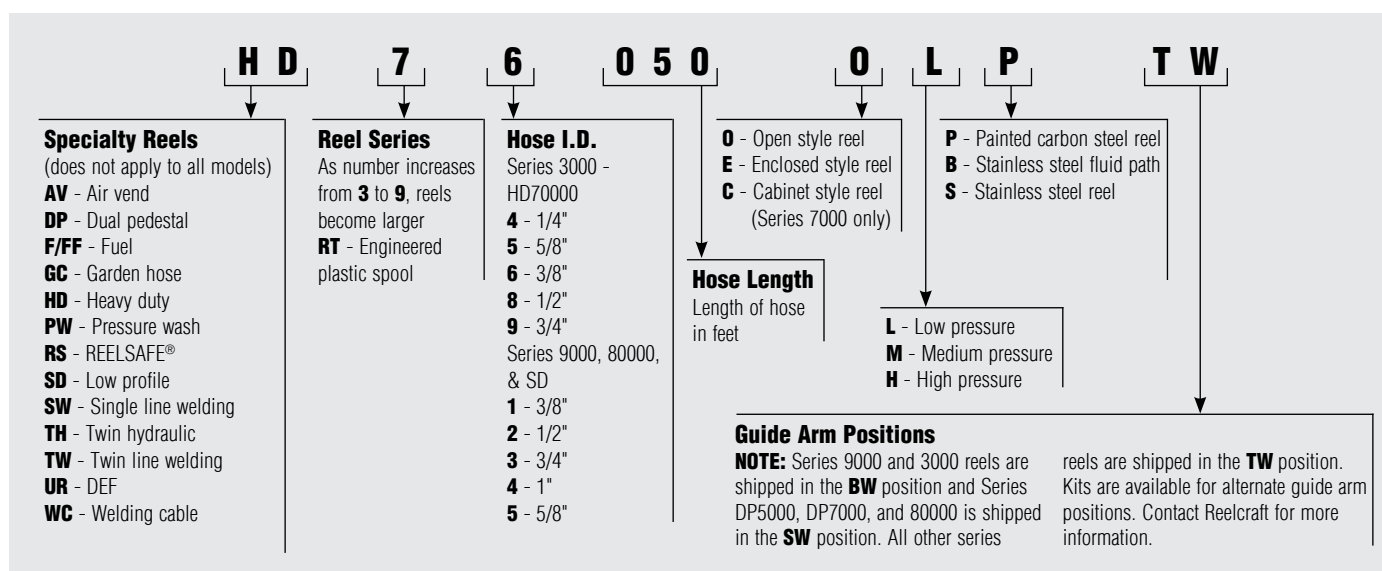 HD 7 6 050 O L P TW
Specialty Reels
(does not apply to all models)
AV - Air vend
DP - Dual pedestal
F/FF - Fuel
GC - Garden hose
HD - Heavy duty
PW - Pressure wash
RS - REELSAFE®
SD - Low profile
SW - Single line welding
TH - Twin hydraulic
TW - Twin line welding
UR - DEF
WC - Welding cable
Reel Series
As number increases
from 3 to 9, reels
become larger
RT - Engineered
plastic spool
Hose I.D.
Series 3000 -
HD70000
4 - 1/4"
5 - 5/8"
6 - 3/8"
8 - 1/2"
9 - 3/4"
Series 9000, 80000,
& SD
1 - 3/8"
2 - 1/2"
3 - 3/4"
4 - 1"
5 - 5/8"
Hose Length
Length of hose
in feet
O - Open style reel
E - Enclosed style reel
C - Cabinet style reel
(Series 7000 only)
L - Low pressure
M - Medium pressure
H - High pressure
P - Painted carbon steel reel
B - Stainless steel fluid path
S - Stainless steel reel
Guide Arm Positions
NOTE: Series 9000 and 3000 reels are
shipped in the BW position and Series
DP5000, DP7000, and 80000 is shipped
in the SW position. All other series
reels are shipped in the TW position.
Kits are available for alternate guide arm
positions. Contact Reelcraft for more
information.